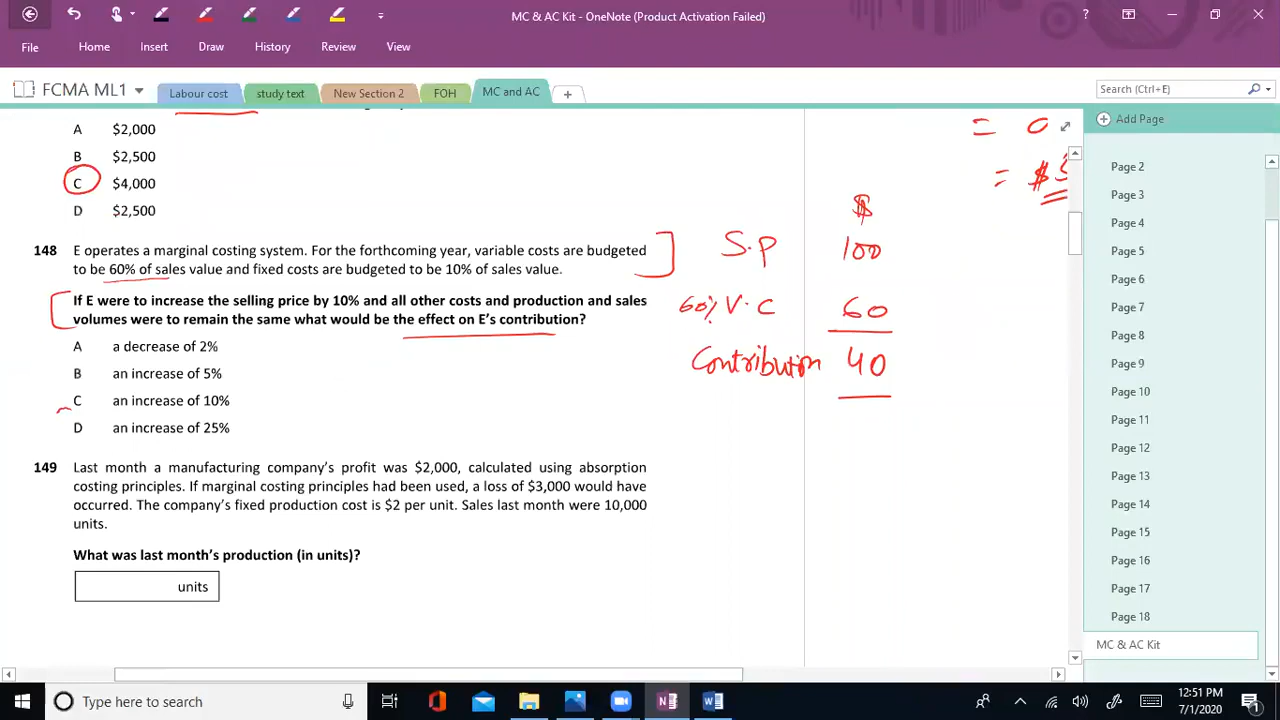 MC & AC Kit - OneNote (Product Activation Failed)
File Home Insert Draw History Review View
FCMA ML1 Labour cost study text New Section 2 FOH MC and AC
Search (Ctrl+E)
Add Page
A $2,000
B $2,500
C $4,000
D $2,500
= 0
= $5
148 E operates a marginal costing system. For the forthcoming year, variable costs are budgeted
to be 60% of sales value and fixed costs are budgeted to be 10% of sales value.
If E were to increase the selling price by 10% and all other costs and production and sales
volumes were to remain the same what would be the effect on E's contribution?
A a decrease of 2%
B an increase of 5%
C an increase of 10%
D an increase of 25%
$
S.P 100
60% V.C 60
Contribution 40
149 Last month a manufacturing company's profit was $2,000, calculated using absorption
costing principles. If marginal costing principles had been used, a loss of $3,000 would have
occurred. The company's fixed production cost is $2 per unit. Sales last month were 10,000
units.
What was last month's production (in units)?
units
Page 2
Page 3
Page 4
Page 5
Page 6
Page 7
Page 8
Page 9
Page 10
Page 11
Page 12
Page 13
Page 14
Page 15
Page 16
Page 17
Page 18
MC & AC Kit
Type here to search
12:51 PM
7/1/2020